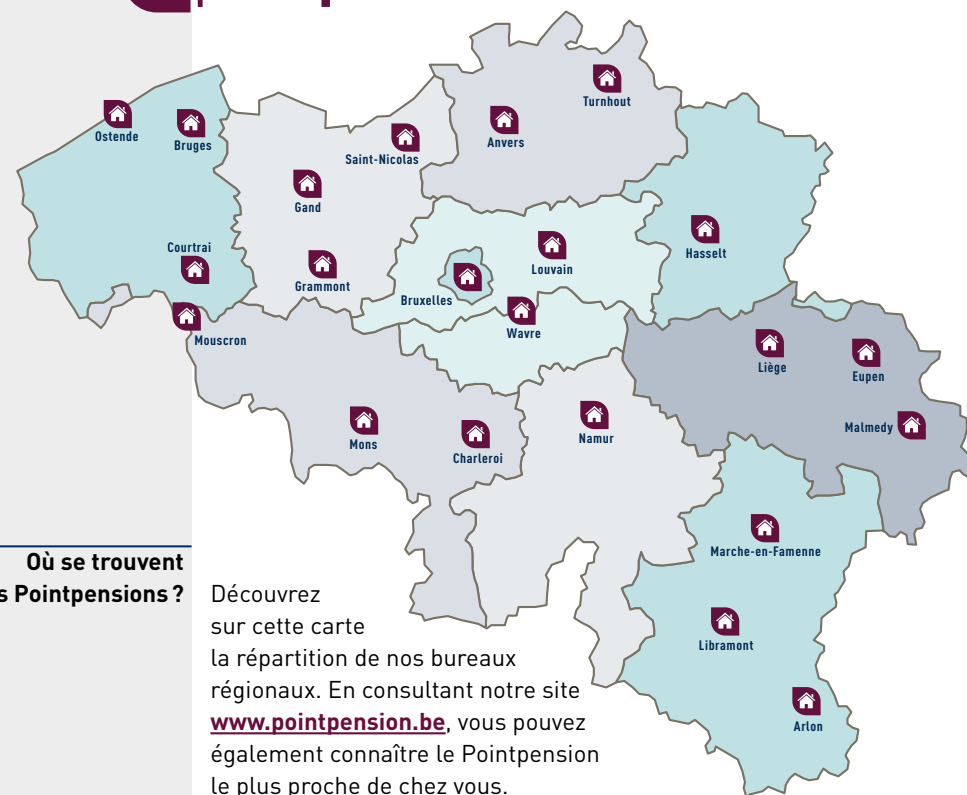 Turnhout
Ostende
Bruges
Anvers
Saint-Nicolas
Gand
Courtrai
Hasselt
Louvain
Grammont
Bruxelles
Wavre
Mouscron
Liège
Eupen
Malmedy
Mons
Charleroi
Namur
Marche-en-Famenne
Libramont
Arlon
Où se trouvent
Pointpensions ?
Découvrez
sur cette carte
la répartition de nos bureaux
régionaux. En consultant notre site
www.pointpension.be, vous pouvez
également connaître le Pointpension
le plus proche de chez vous.